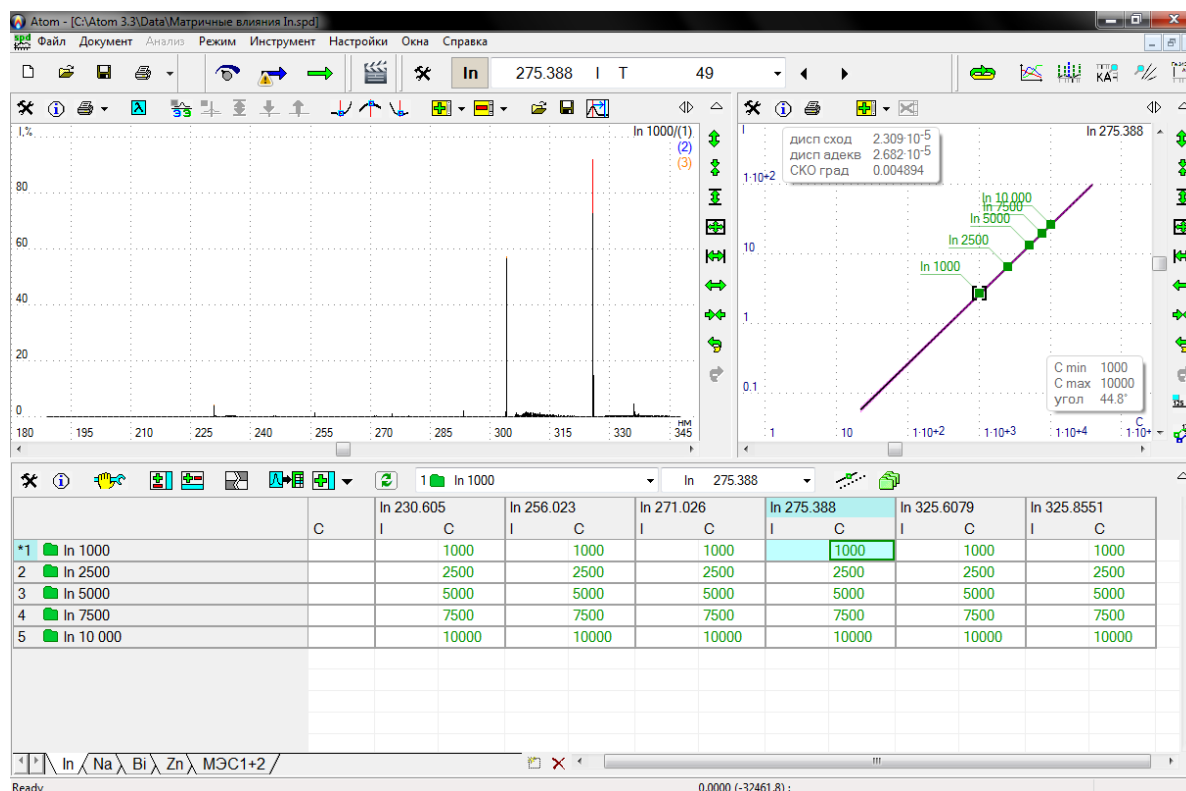 Atom - [C:\Atom 3.3\Data\Матричные влияния In.spd]
Файл Документ Анализ Режим Инструмент Настройки Окна Справка
In 275.388 I T 49
I,%
In 1000/(1)
(2)
(3)
80
60
40
20
0
нм
180 195 210 225 240 255 270 285 300 315 330 345
I
In 275.388
дисп сход 2.309·10-5
дисп адекв 2.682·10-5
СКО град 0.004894
1·10+2
In 10 000
In 7500
In 5000
In 2500
10
In 1000
1
C min 1000
C max 10000
угол 44.8°
0.1
C
1 10 1·10+2 1·10+3 1·10+4 1·10+
1 In 1000 In 275.388
In 230.605 In 256.023 In 271.026 In 275.388 In 325.6079 In 325.8551
C I C I C I C I C I C I C
*1 In 1000 1000 1000 1000 1000 1000 1000
2 In 2500 2500 2500 2500 2500 2500 2500
3 In 5000 5000 5000 5000 5000 5000 5000
4 In 7500 7500 7500 7500 7500 7500 7500
5 In 10 000 10000 10000 10000 10000 10000 10000
In Na Bi Zn МЭС1+2
Ready 0.0000 (-32461.8) :